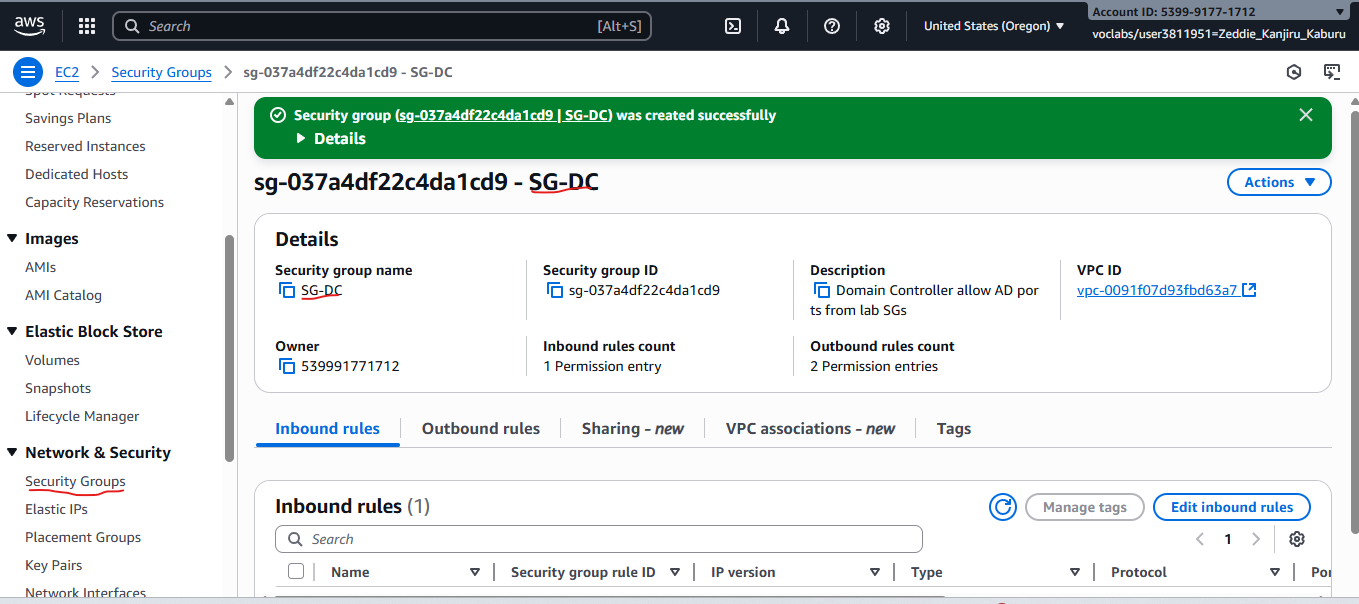 aws
Search [Alt+S]
United States (Oregon)
Account ID: 5399-9177-1712
voclabs/user3811951=Zeddie_Kanjiru_Kaburu
EC2 > Security Groups > sg-037a4df22c4da1cd9 - SG-DC
Spot Requests
Savings Plans
Reserved Instances
Dedicated Hosts
Capacity Reservations
Images
AMIs
AMI Catalog
Elastic Block Store
Volumes
Snapshots
Lifecycle Manager
Network & Security
Security Groups
Elastic IPs
Placement Groups
Key Pairs
Network Interfaces
Security group (sg-037a4df22c4da1cd9 | SG-DC) was created successfully
Details
sg-037a4df22c4da1cd9 - SG-DC
Actions
Details
Security group name
SG-DC
Security group ID
sg-037a4df22c4da1cd9
Description
Domain Controller allow AD por
ts from lab SGs
VPC ID
vpc-0091f07d93fbd63a7
Owner
539991771712
Inbound rules count
1 Permission entry
Outbound rules count
2 Permission entries
Inbound rules Outbound rules Sharing - new VPC associations - new Tags
Inbound rules (1)
Manage tags
Edit inbound rules
Search
1
Name Security group rule ID IP version Type Protocol